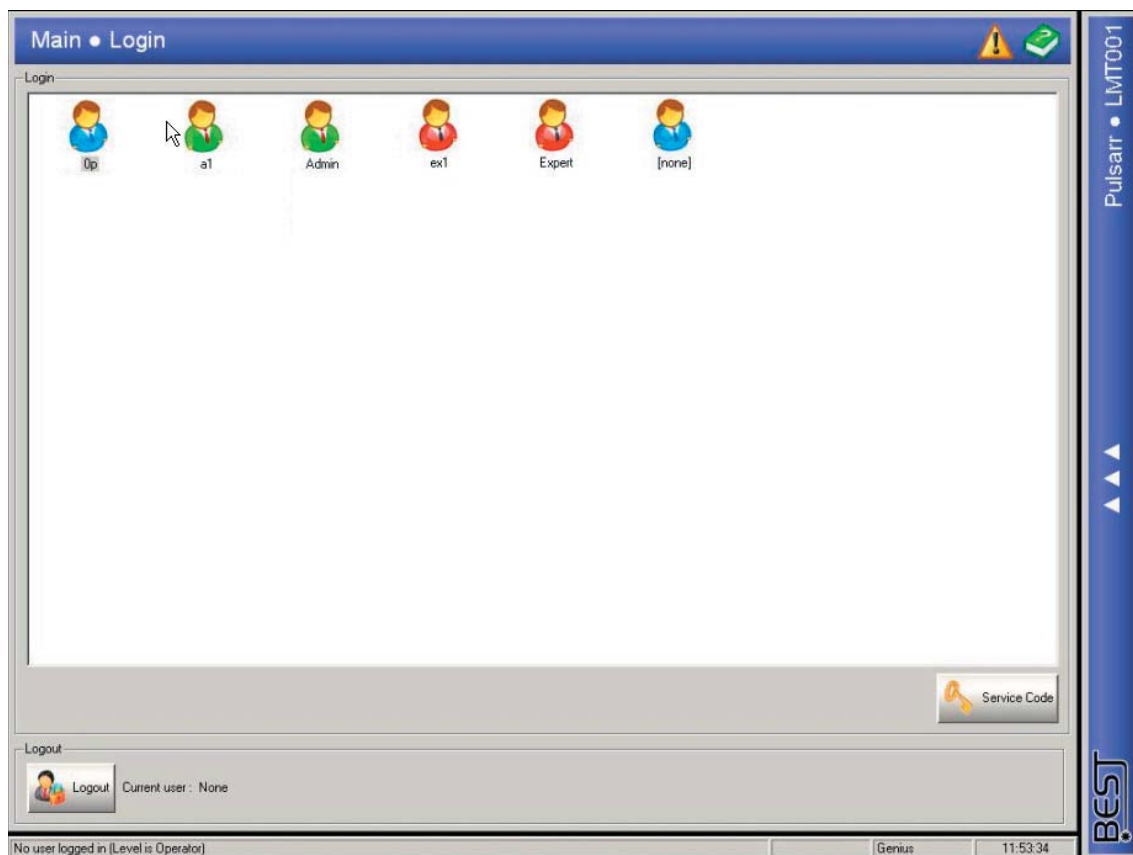 Main ● Login
Login
0p
a1
Admin
ex1
Expert
[none]
Service Code
Logout
Logout
Current user : None
No user logged in (Level is Operator)
Genius
11:53:34
Pulsarr ● LMT001
BEST